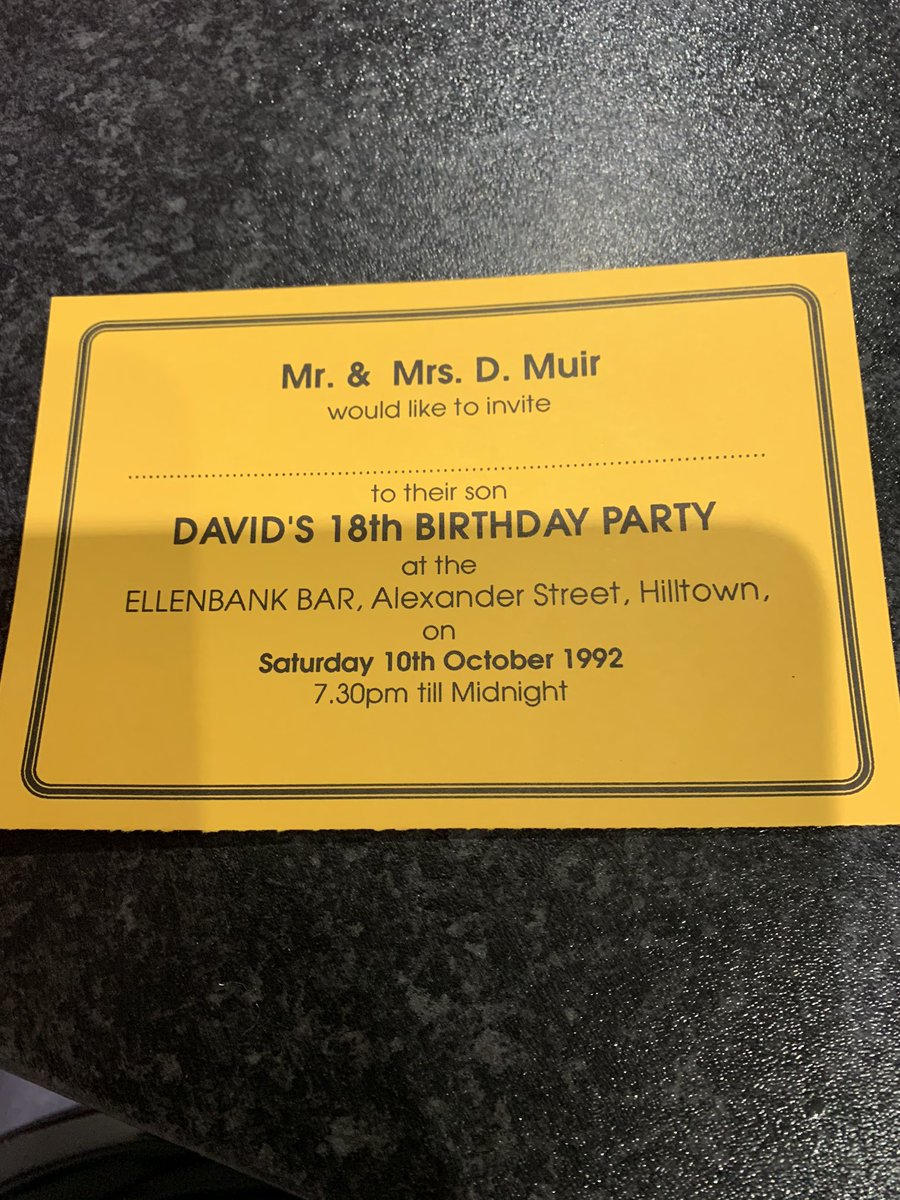 Mr. & Mrs. D. Muir
would like to invite
................................................................................
to their son
DAVID'S 18th BIRTHDAY PARTY
at the
ELLENBANK BAR, Alexander Street, Hilltown,
on
Saturday 10th October 1992
7.30pm till Midnight